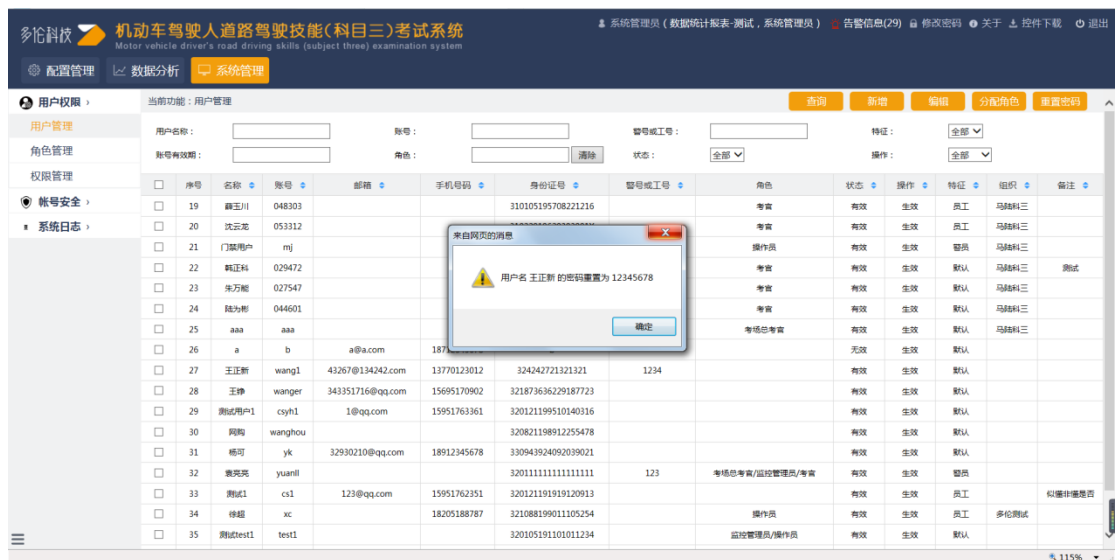 多伦科技 机动车驾驶人道路驾驶技能(科目三)考试系统 系统管理员 ( 数据统计报表-测试 , 系统管理员 ) 告警信息(29) 修改密码 关于 控件下载 退出
Motor vehicle driver's road driving skills (subject three) examination system
配置管理 数据分析 系统管理
用户权限 › 当前功能 : 用户管理 查询 新增 编辑 分配角色 重置密码
用户管理 用户名称 : 账号 : 警号或工号 : 特征 : 全部
角色管理 账号有效期 : 角色 : 清除 状态 : 全部 操作 : 全部
权限管理
帐号安全 ›
系统日志 ›
序号 名称 账号 邮箱 手机号码 身份证号 警号或工号 角色 状态 操作 特征 组织 备注
19 薛玉川 048303 310105195708221216 考官 有效 生效 员工 马陆科三
20 沈云龙 053312 考官 有效 生效 员工 马陆科三
21 门禁用户 mj 操作员 有效 生效 警员 马陆科三
22 韩正科 029472 考官 有效 生效 默认 马陆科三 测试
23 朱万能 027547 考官 有效 生效 默认 马陆科三
24 陆为彬 044601 考官 有效 生效 默认 马陆科三
25 aaa aaa 考场总考官 有效 生效 默认 马陆科三
26 a b a@a.com 无效 生效 默认
27 王正新 wang1 43267@134242.com 13770123012 324242721321321 1234 有效 生效 默认
28 王峥 wanger 343351716@qq.com 15695170902 321873636229187723 有效 生效 默认
29 测试用户1 csyh1 1@qq.com 15951763361 320121199510140316 有效 生效 默认
30 网购 wanghou 320821198912255478 有效 生效 默认
31 杨可 yk 32930210@qq.com 18912345678 330943924092039021 有效 生效 默认
32 袁亮亮 yuanll 320111111111111111 123 考场总考官/监控管理员/考官 有效 生效 警员
33 测试1 cs1 123@qq.com 15951762351 320121191919120913 有效 生效 员工 似懂非懂是否
34 徐超 xc 18205188787 321088199011105254 操作员 有效 生效 员工 多伦测试
35 测试test1 test1 320105191101011234 监控管理员/操作员 有效 生效 默认
来自网页的消息
用户名 王正新 的密码重置为 12345678
确定
115%